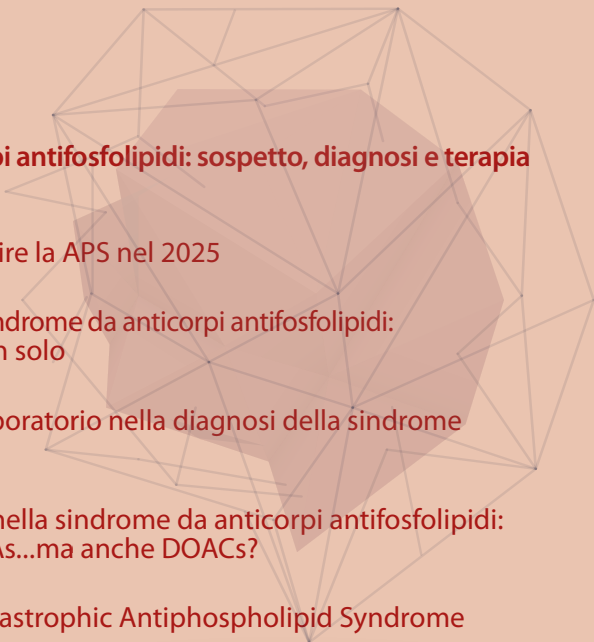 pi antifosfolipidi: sospetto, diagnosi e terapia
ire la APS nel 2025
ndrome da anticorpi antifosfolipidi:
n solo
boratorio nella diagnosi della sindrome
nella sindrome da anticorpi antifosfolipidi:
As...ma anche DOACs?
astrophic Antiphospholipid Syndrome